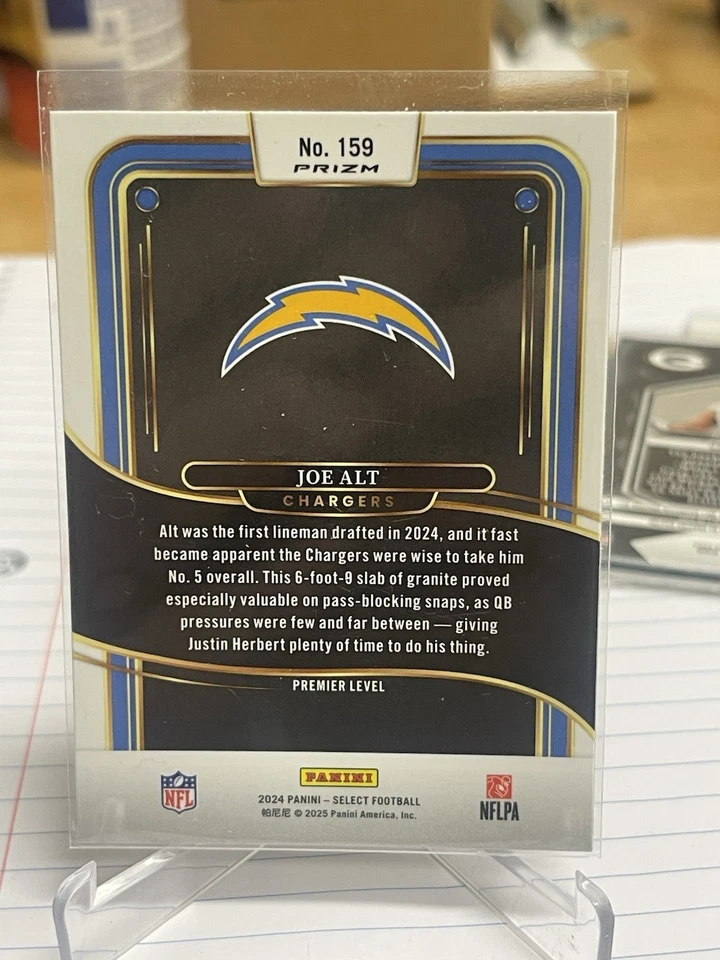 No. 159
PRIZM
JOE ALT
CHARGERS
Alt was the first lineman drafted in 2024, and it fast
became apparent the Chargers were wise to take him
No. 5 overall. This 6-foot-9 slab of granite proved
especially valuable on pass-blocking snaps, as QB
pressures were few and far between — giving
Justin Herbert plenty of time to do his thing.
PREMIER LEVEL
NFL
PANINI
2024 PANINI – SELECT FOOTBALL
帕尼尼 © 2025 Panini America, Inc.
NFLPA